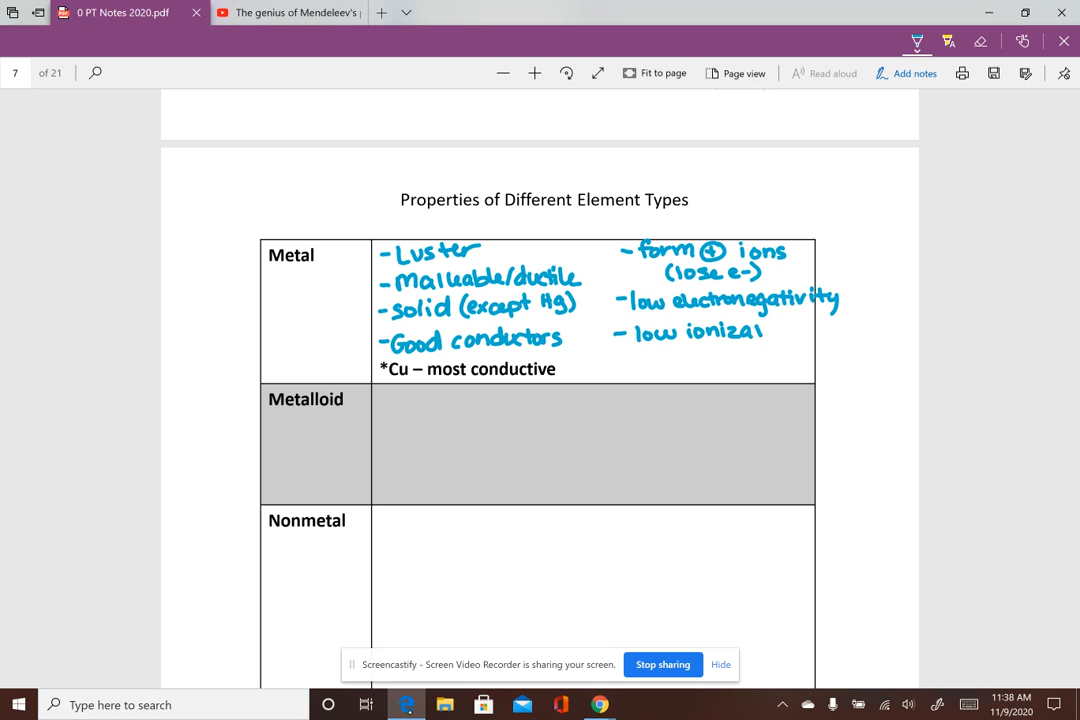 0 PT Notes 2020.pdf
The genius of Mendeleev's p
7 of 21
Fit to page
Page view
Read aloud
Add notes
Properties of Different Element Types
Metal
- Luster
- Malleable/ductile
- solid (except Hg)
- Good conductors
*Cu – most conductive
- form + ions
(lose e-)
- low electronegativity
- low ionizat
Metalloid
Nonmetal
Screencastify - Screen Video Recorder is sharing your screen.
Stop sharing
Hide
Type here to search
11:38 AM
11/9/2020